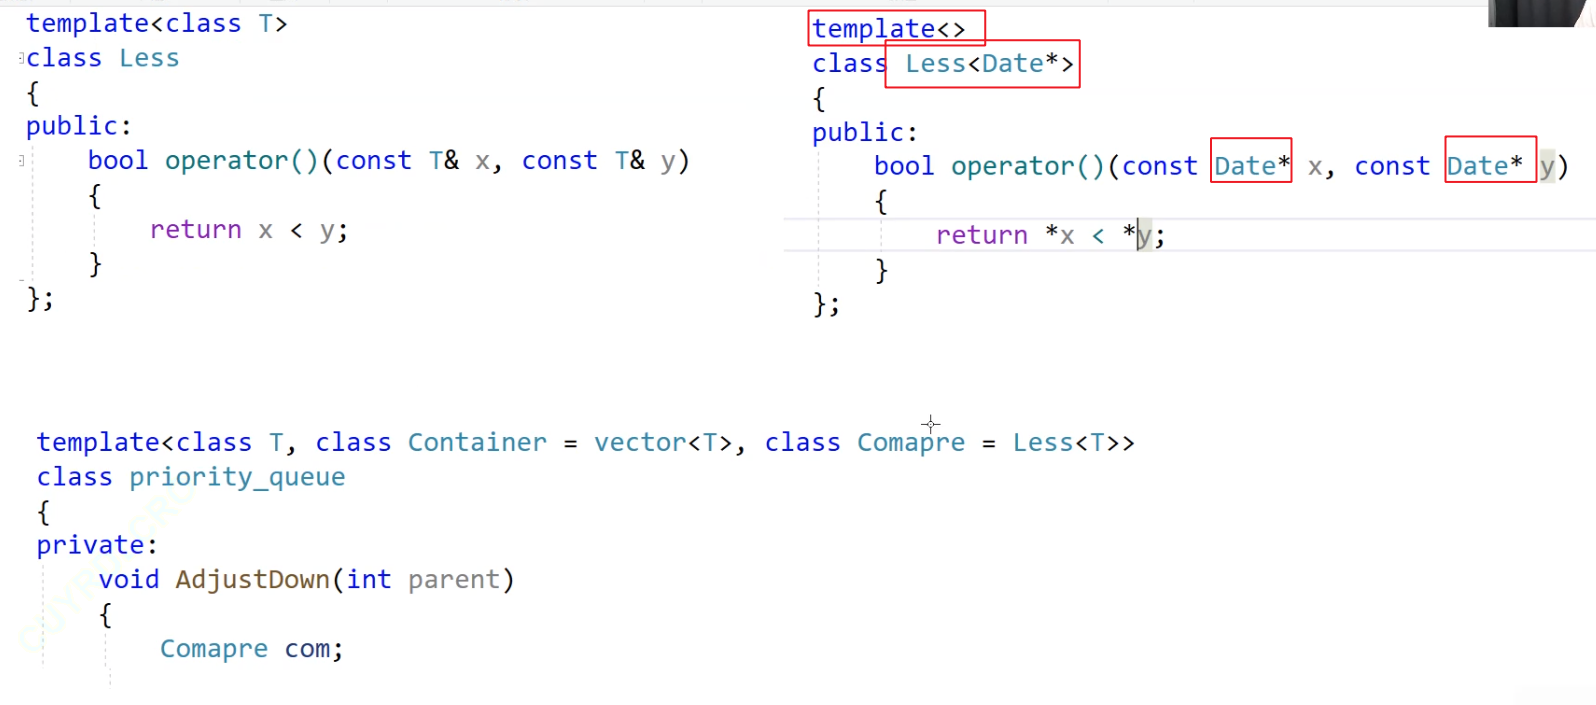 template<class T>
class Less
{
public:
    bool operator()(const T& x, const T& y)
    {
        return x < y;
    }
};
template<>
class Less<Date*>
{
public:
    bool operator()(const Date* x, const Date* y)
    {
        return *x < *y;
    }
};
template<class T, class Container = vector<T>, class Comapre = Less<T>>
class priority_queue
{
private:
    void AdjustDown(int parent)
    {
        Comapre com;